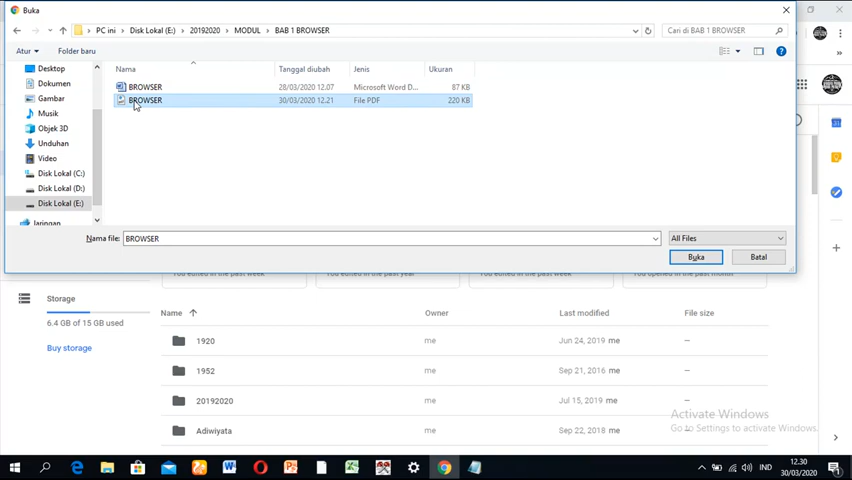 Buka
PC ini › Disk Lokal (E:) › 20192020 › MODUL › BAB 1 BROWSER
Cari di BAB 1 BROWSER
Atur
Folder baru
Nama Tanggal diubah Jenis Ukuran
Desktop
Dokumen
Gambar
Musik
Objek 3D
Unduhan
Video
Disk Lokal (C:)
Disk Lokal (D:)
Disk Lokal (E:)
Jaringan
BROWSER 28/03/2020 12.07 Microsoft Word D... 87 KB
BROWSER 30/03/2020 12.21 File PDF 220 KB
Nama file: BROWSER
All Files
Buka Batal
You edited in the past week You edited in the past year You edited in the past week You opened in the past month
Storage
6.4 GB of 15 GB used
Buy storage
Name Owner Last modified File size
1920 me Jun 24, 2019 me —
1952 me Sep 21, 2016 me —
20192020 me Jul 15, 2019 me —
Adiwiyata me Sep 22, 2018 me —
Activate Windows
Go to Settings to activate Windows.
IND
12.30
30/03/2020